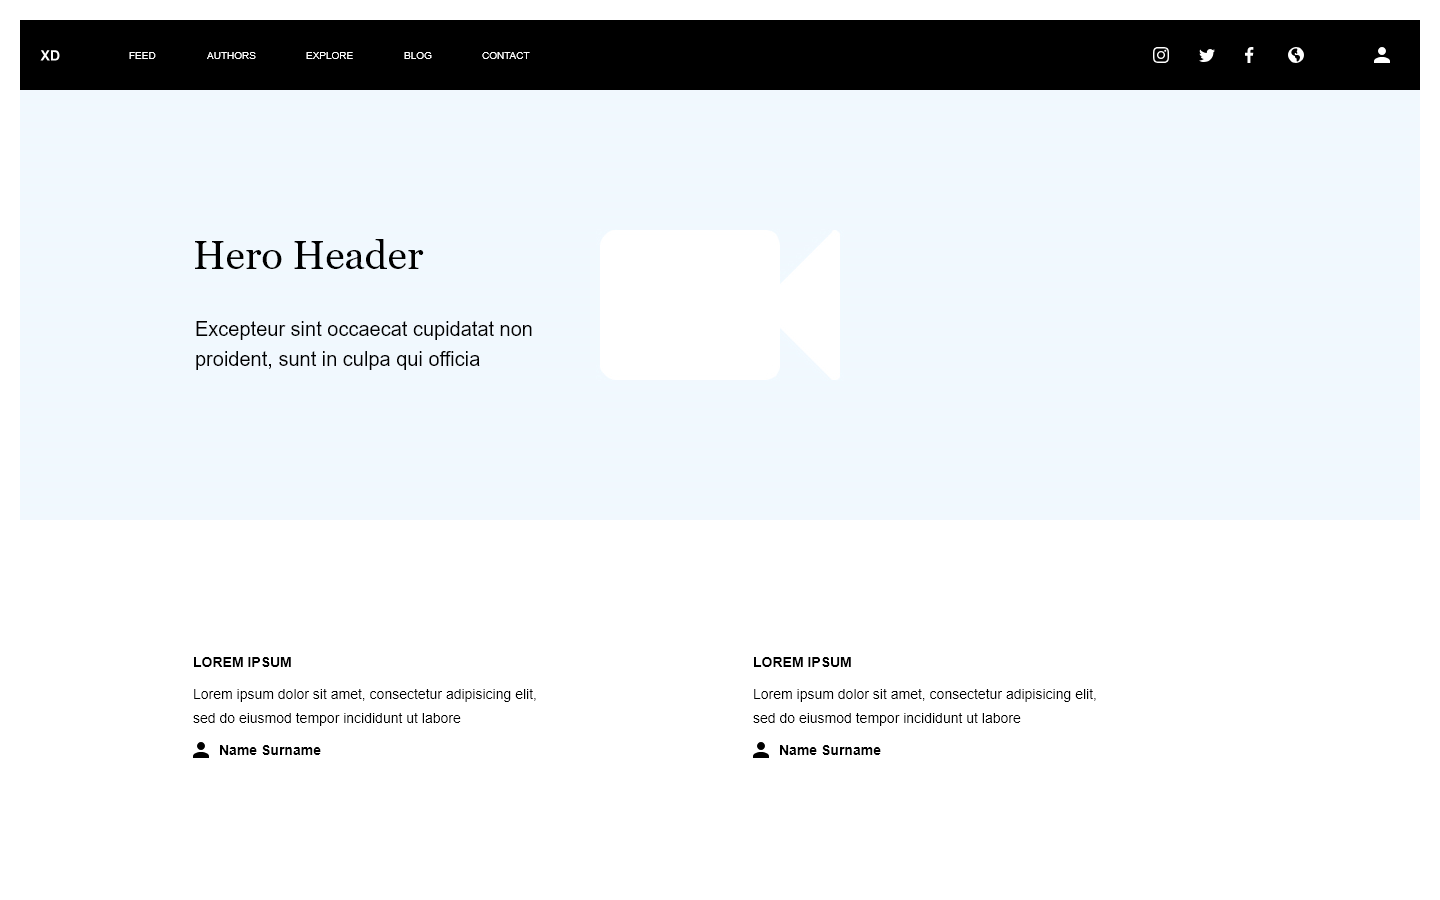 XD FEED AUTHORS EXPLORE BLOG CONTACT
Hero Header
Excepteur sint occaecat cupidatat non
proident, sunt in culpa qui officia
LOREM IPSUM
Lorem ipsum dolor sit amet, consectetur adipisicing elit,
sed do eiusmod tempor incididunt ut labore
Name Surname
LOREM IPSUM
Lorem ipsum dolor sit amet, consectetur adipisicing elit,
sed do eiusmod tempor incididunt ut labore
Name Surname